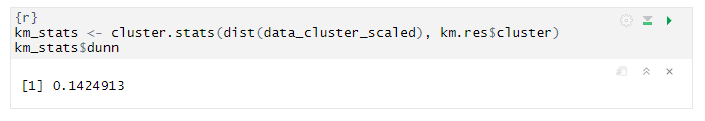 {r}
km_stats <- cluster.stats(dist(data_cluster_scaled), km.res$cluster)
km_stats$dunn
[1] 0.1424913